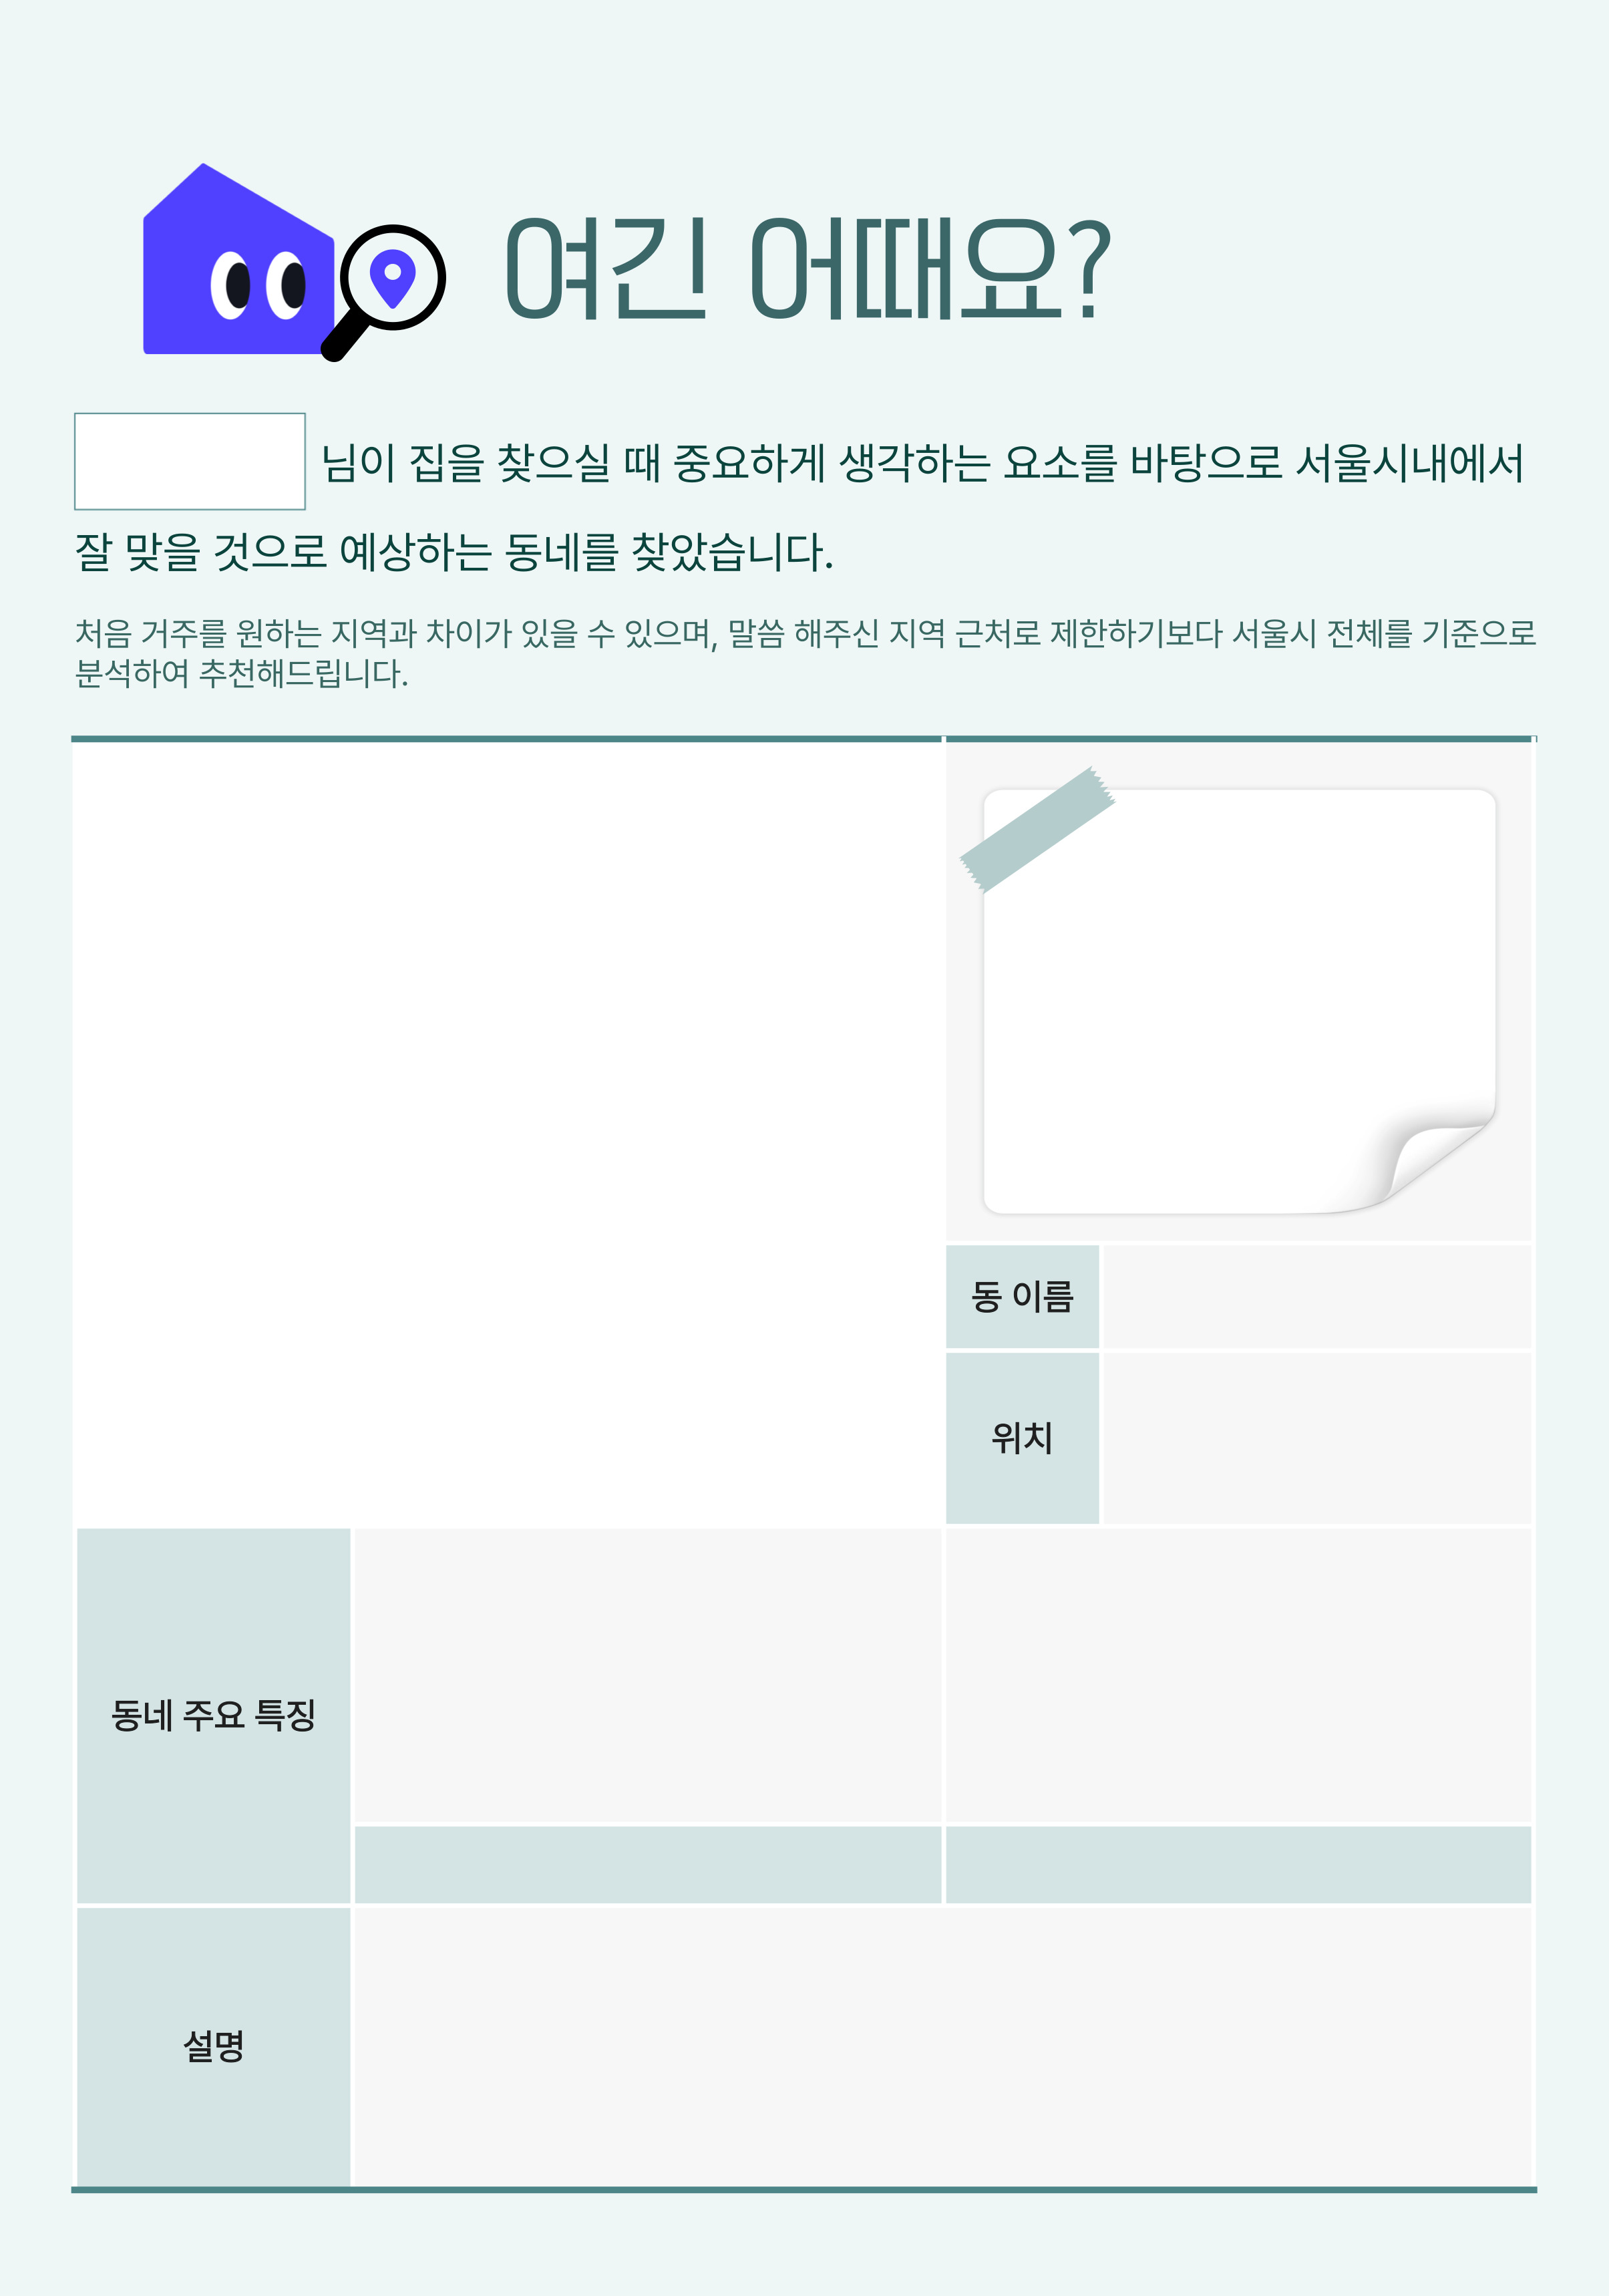 여긴 어때요?
님이 집을 찾으실 때 중요하게 생각하는 요소를 바탕으로 서울시내에서
잘 맞을 것으로 예상하는 동네를 찾았습니다.
처음 거주를 원하는 지역과 차이가 있을 수 있으며, 말씀 해주신 지역 근처로 제한하기보다 서울시 전체를 기준으로
분석하여 추천해드립니다.
동 이름
위치
동네 주요 특징
설명